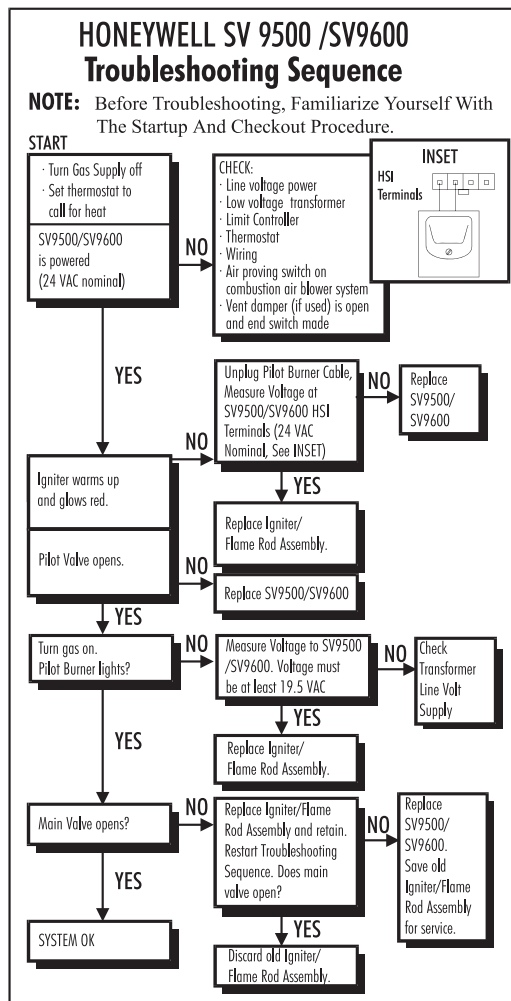 HONEYWELL SV 9500 /SV9600
Troubleshooting Sequence
NOTE: Before Troubleshooting, Familiarize Yourself With
The Startup And Checkout Procedure.
START
· Turn Gas Supply off
· Set thermostat to
call for heat
SV9500/SV9600
is powered
(24 VAC nominal)
NO
CHECK:
· Line voltage power
· Low voltage transformer
· Limit Controller
· Thermostat
· Wiring
· Air proving switch on
combustion air blower system
· Vent damper (if used) is open
and end switch made
INSET
HSI
Terminals
YES
Igniter warms up
and glows red.
NO
Unplug Pilot Burner Cable,
Measure Voltage at
SV9500/SV9600 HSI
Terminals (24 VAC
Nominal, See INSET)
NO
Replace
SV9500/
SV9600
YES
Replace Igniter/
Flame Rod Assembly.
Pilot Valve opens.
NO
Replace SV9500/SV9600
YES
Turn gas on.
Pilot Burner lights?
NO
Measure Voltage to SV9500
/SV9600. Voltage must
be at least 19.5 VAC
NO
Check
Transformer
Line Volt
Supply
YES
Replace Igniter/
Flame Rod Assembly.
YES
Main Valve opens?
NO
Replace Igniter/Flame
Rod Assembly and retain.
Restart Troubleshooting
Sequence. Does main
valve open?
NO
Replace
SV9500/
SV9600.
Save old
Igniter/Flame
Rod Assembly
for service.
YES
Discard old Igniter/
Flame Rod Assembly.
YES
SYSTEM OK